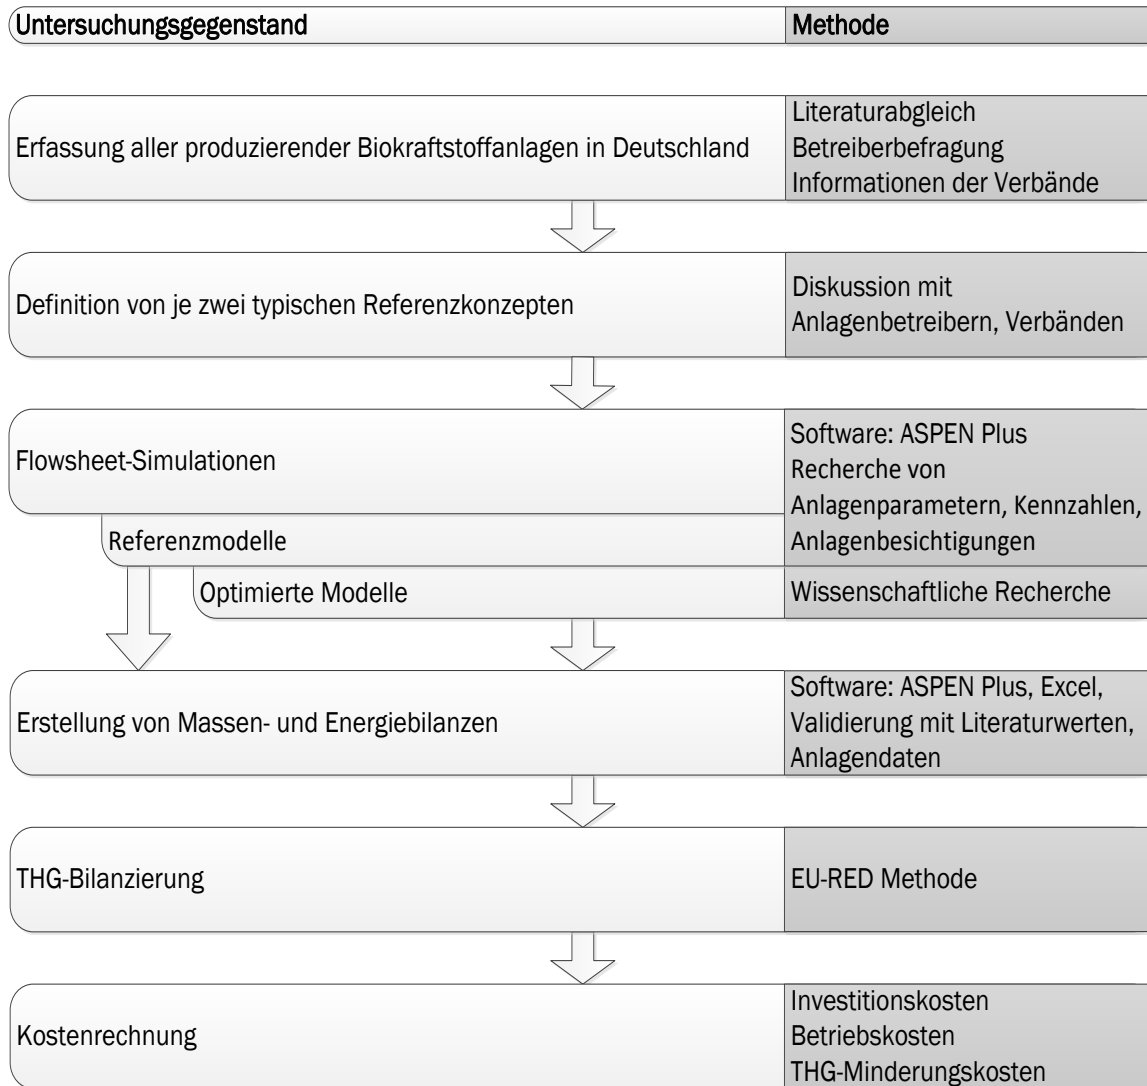 Untersuchungsgegenstand
Methode
Erfassung aller produzierender Biokraftstoffanlagen in Deutschland
Literaturabgleich
Betreiberbefragung
Informationen der Verbände
Definition von je zwei typischen Referenzkonzepten
Diskussion mit
Anlagenbetreibern, Verbänden
Flowsheet-Simulationen
Software: ASPEN Plus
Recherche von
Anlagenparametern, Kennzahlen,
Anlagenbesichtigungen
Referenzmodelle
Optimierte Modelle
Wissenschaftliche Recherche
Erstellung von Massen- und Energiebilanzen
Software: ASPEN Plus, Excel,
Validierung mit Literaturwerten,
Anlagendaten
THG-Bilanzierung
EU-RED Methode
Kostenrechnung
Investitionskosten
Betriebskosten
THG-Minderungskosten